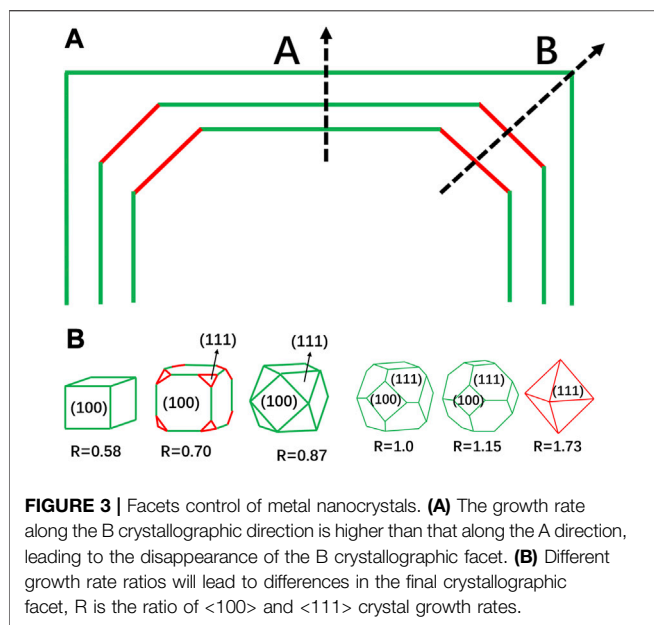 A
A
B
B
(111)
(111)
(100)
(100)
(100)
(111)
(100)
(111)
(100)
(111)
R=0.58
R=0.70
R=0.87
R=1.0
R=1.15
R=1.73
FIGURE 3 | Facets control of metal nanocrystals. (A) The growth rate
along the B crystallographic direction is higher than that along the A direction,
leading to the disappearance of the B crystallographic facet. (B) Different
growth rate ratios will lead to differences in the final crystallographic
facet, R is the ratio of <100> and <111> crystal growth rates.